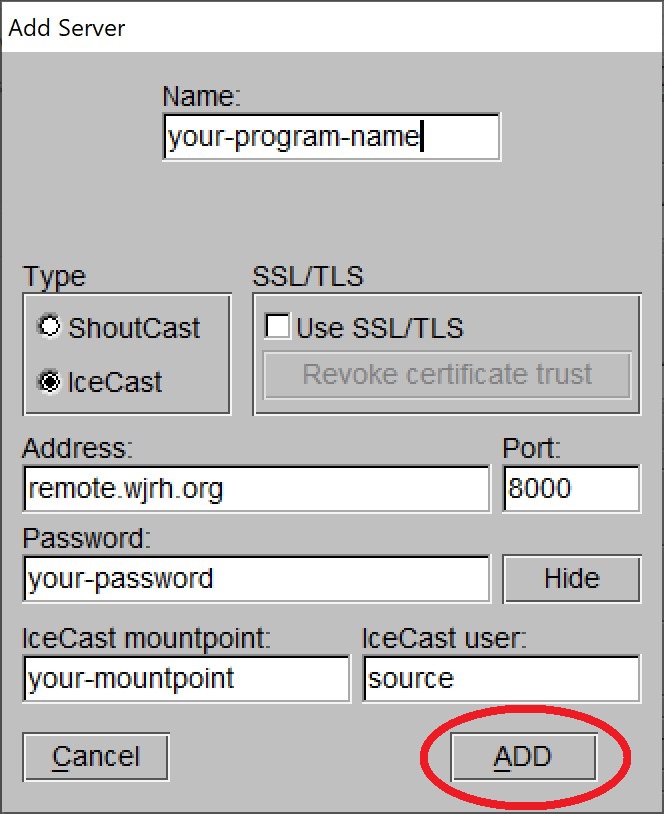 Add Server
Name:
your-program-name
Type
SSL/TLS
ShoutCast
Use SSL/TLS
IceCast
Revoke certificate trust
Address:
Port:
remote.wjrh.org
8000
Password:
your-password
Hide
IceCast mountpoint:
IceCast user:
your-mountpoint
source
Cancel
ADD